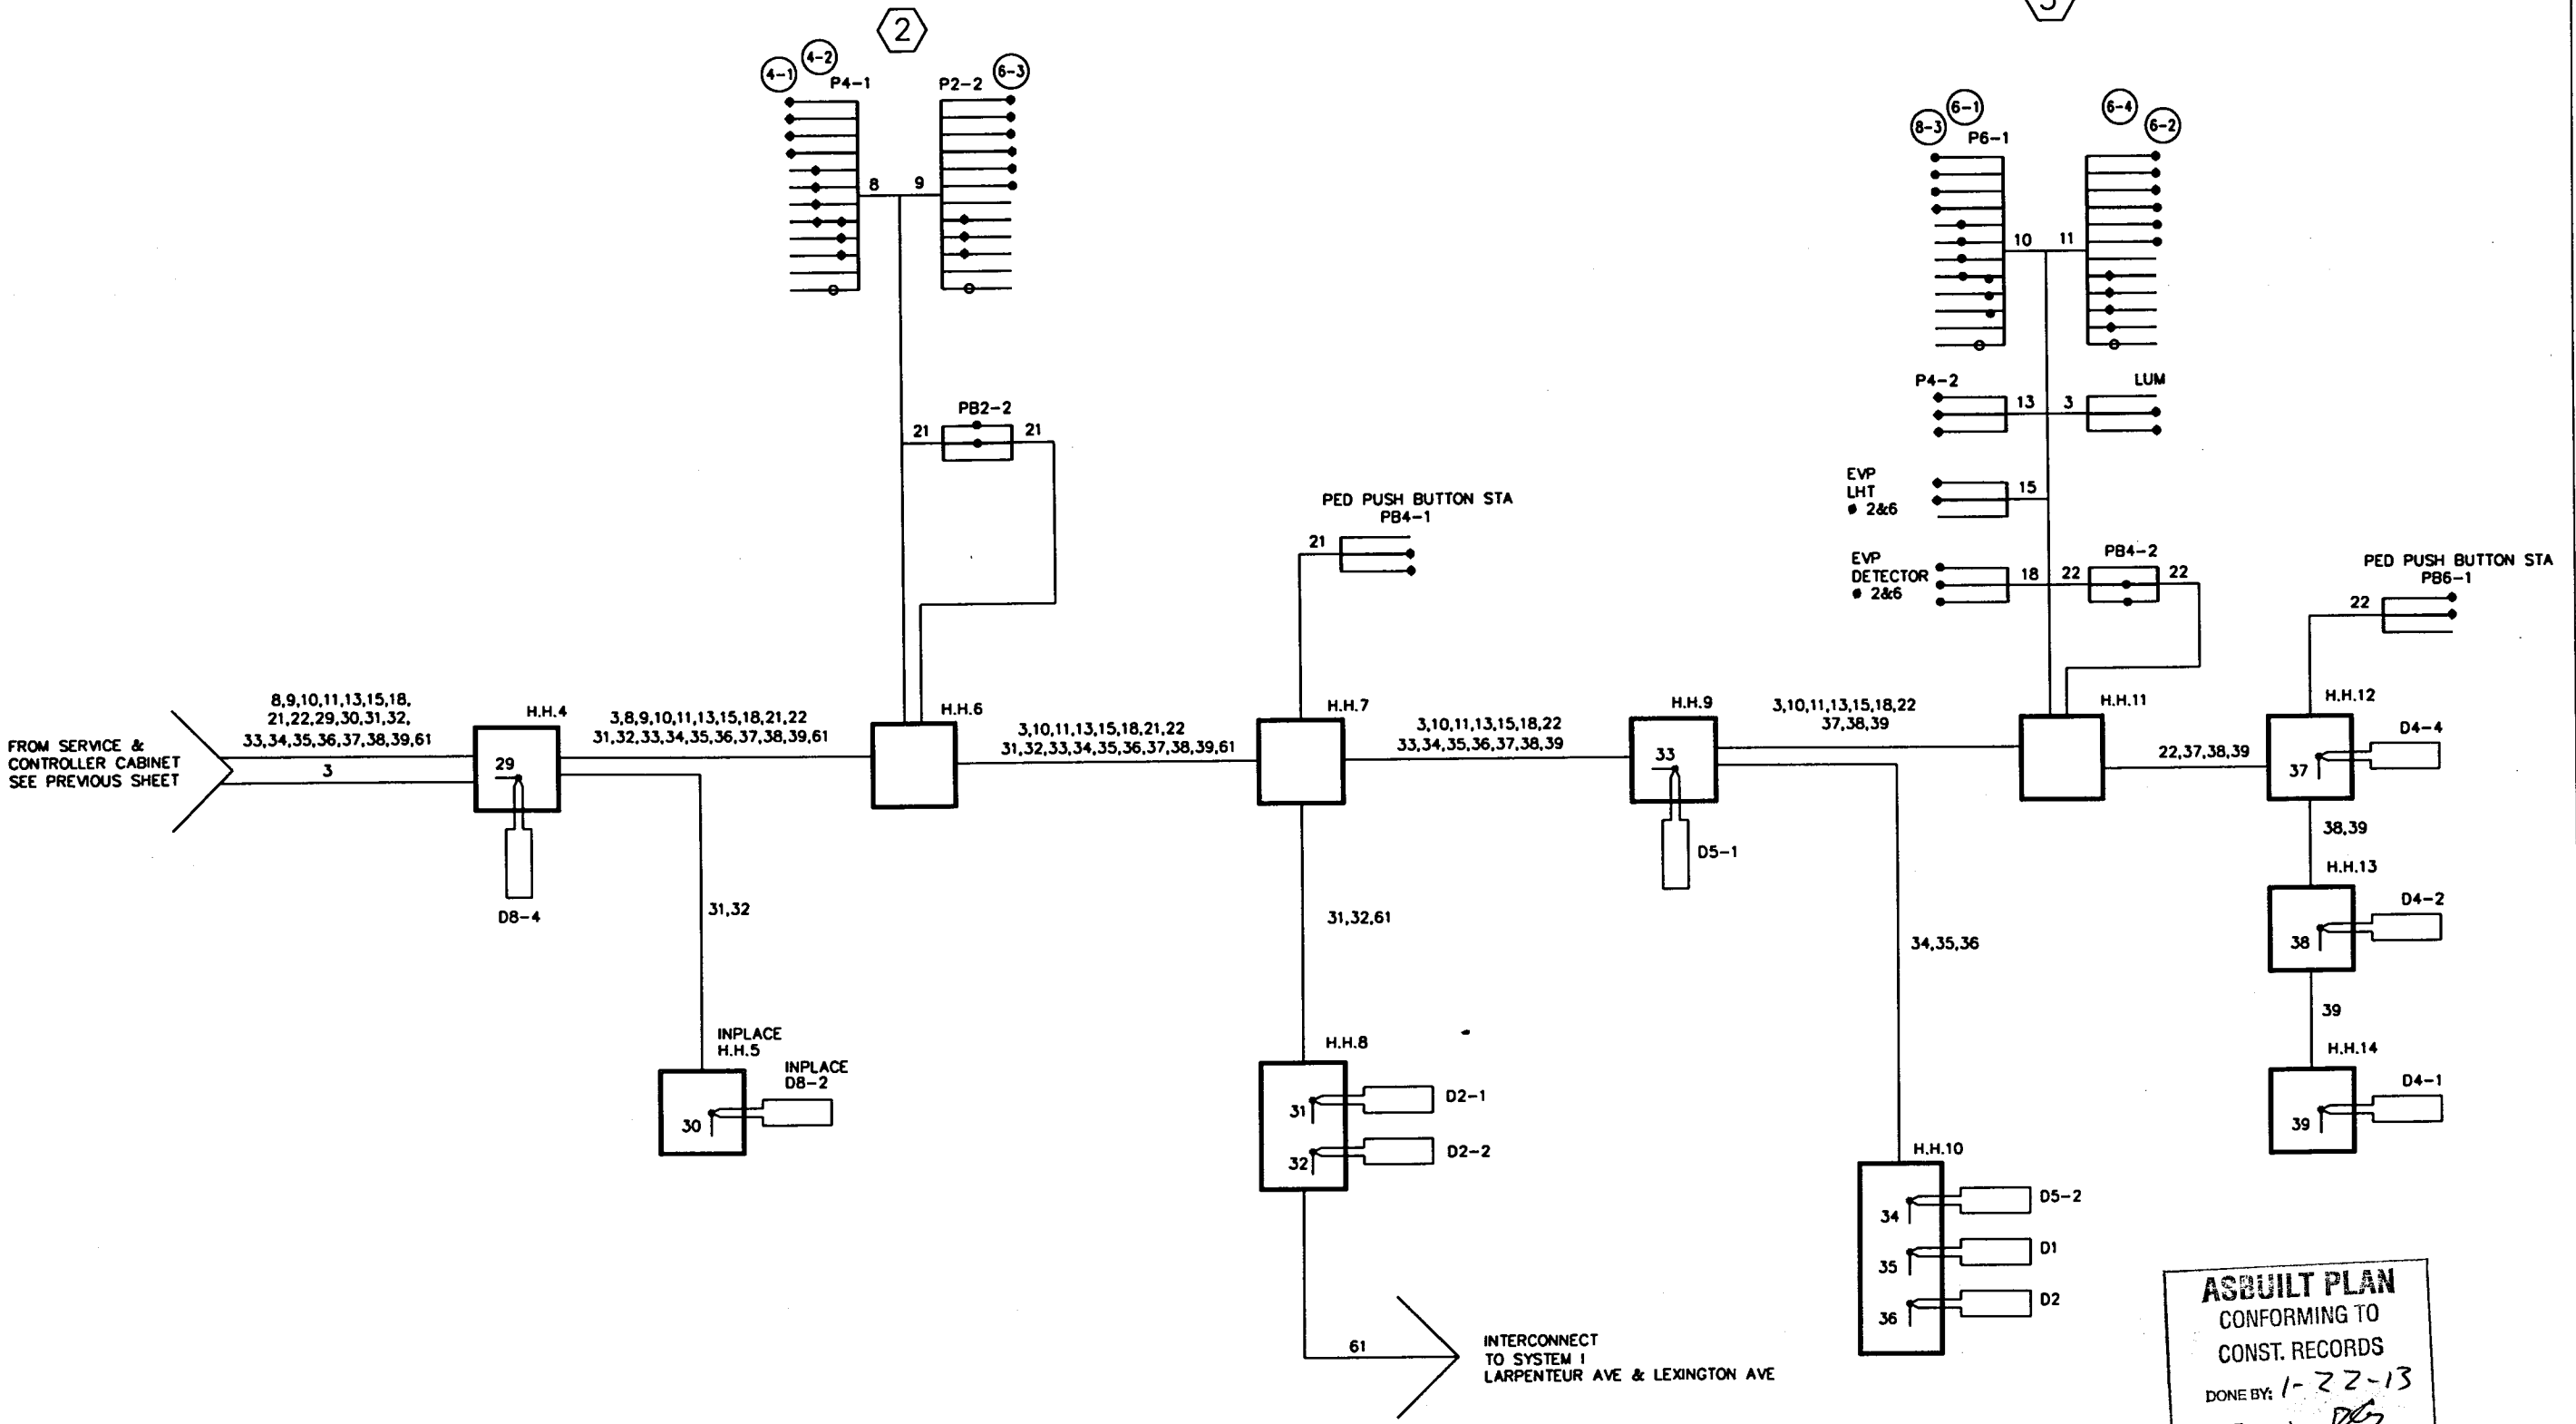 2
4-1
4-2
P4-1
P2-2
6-3
8
9
8-3
6-1
P6-1
6-4
6-2
10
11
P4-2
LUM
13
3
PB2-2
21
21
EVP
LHT
2&6
15
PED PUSH BUTTON STA
PB4-1
21
EVP
DETECTOR
2&6
18
22
PB4-2
22
PED PUSH BUTTON STA
PB6-1
22
FROM SERVICE &
CONTROLLER CABINET
SEE PREVIOUS SHEET
8,9,10,11,13,15,18,
21,22,29,30,31,32,
33,34,35,36,37,38,39,61
3
H.H.4
29
D8-4
3,8,9,10,11,13,15,18,21,22
31,32,33,34,35,36,37,38,39,61
H.H.6
3,10,11,13,15,18,21,22
31,32,33,34,35,36,37,38,39,61
H.H.7
3,10,11,13,15,18,22
33,34,35,36,37,38,39
H.H.9
33
D5-1
3,10,11,13,15,18,22
37,38,39
H.H.11
22,37,38,39
H.H.12
37
D4-4
38,39
H.H.13
38
D4-2
39
H.H.14
39
D4-1
31,32
INPLACE
H.H.5
INPLACE
D8-2
30
31,32,61
H.H.8
31
D2-1
32
D2-2
61
INTERCONNECT
TO SYSTEM I
LARPENTEUR AVE & LEXINGTON AVE
34,35,36
H.H.10
34
D5-2
35
D1
36
D2
ASBUILT PLAN
CONFORMING TO
CONST. RECORDS
DONE BY: 1-22-13